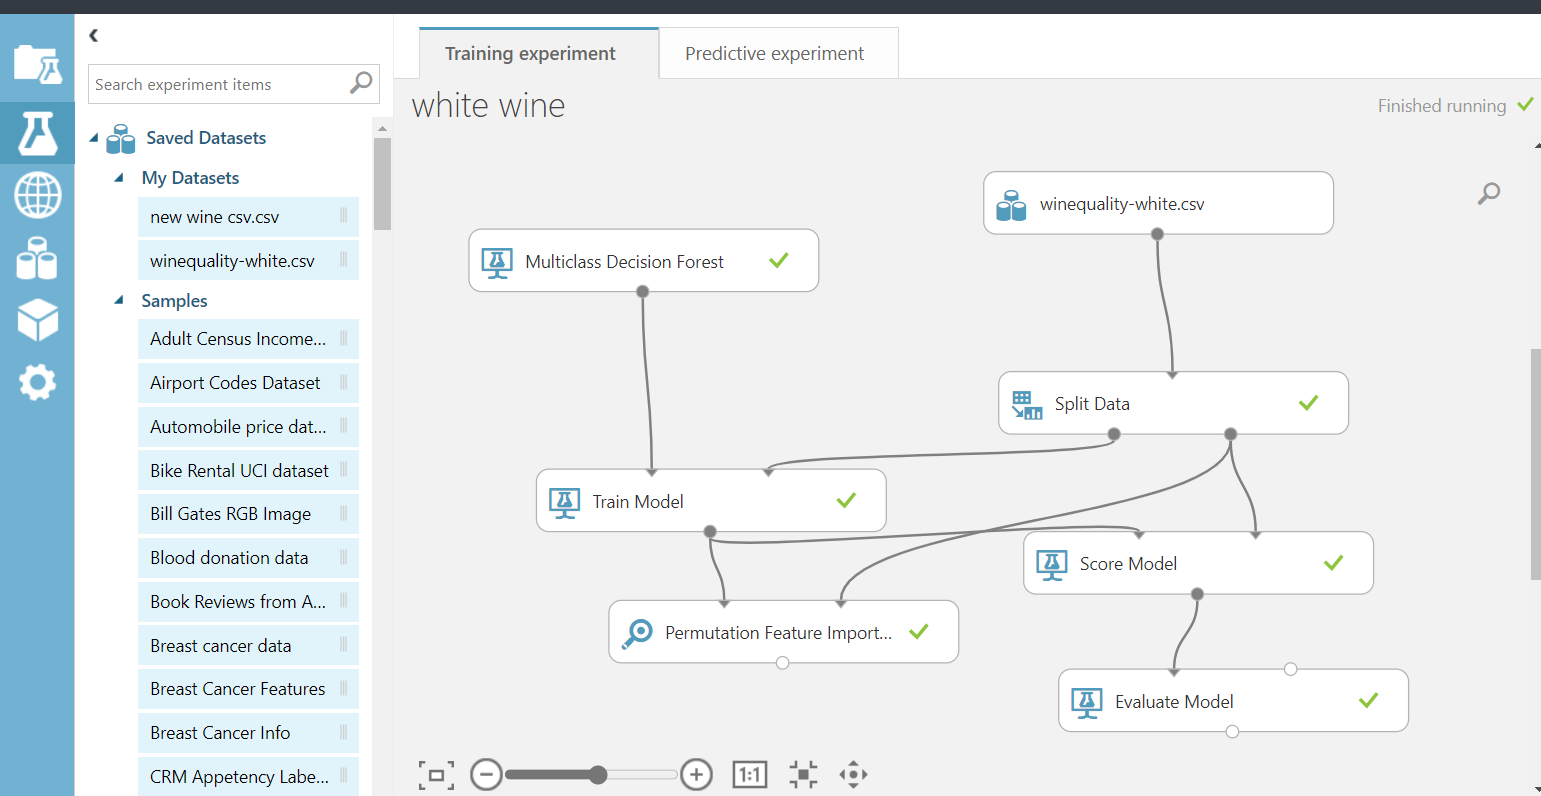 Search experiment items
Saved Datasets
My Datasets
new wine csv.csv
winequality-white.csv
Samples
Adult Census Income...
Airport Codes Dataset
Automobile price dat...
Bike Rental UCI dataset
Bill Gates RGB Image
Blood donation data
Book Reviews from A...
Breast cancer data
Breast Cancer Features
Breast Cancer Info
CRM Appetency Labe...
Training experiment
Predictive experiment
white wine
Finished running
winequality-white.csv
Multiclass Decision Forest
Split Data
Train Model
Score Model
Permutation Feature Import...
Evaluate Model
1:1